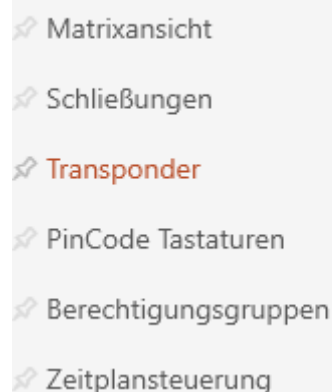 Matrixansicht
Schließungen
Transponder
PinCode Tastaturen
Berechtigungsgruppen
Zeitplansteuerung